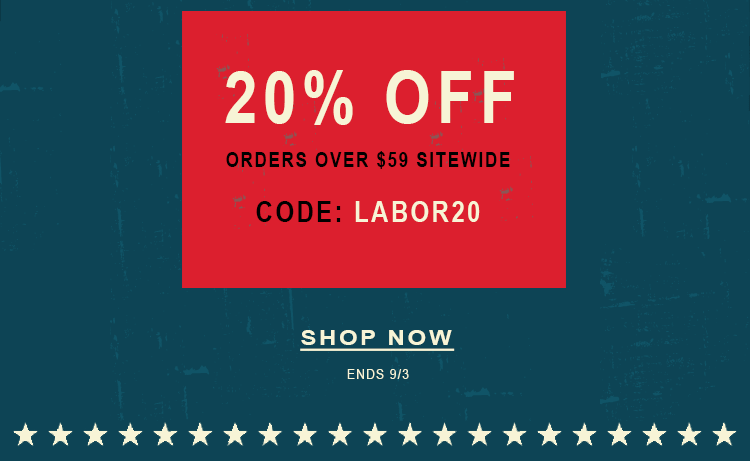 20% OFF
ORDERS OVER $59 SITEWIDE
CODE: LABOR20
SHOP NOW
ENDS 9/3